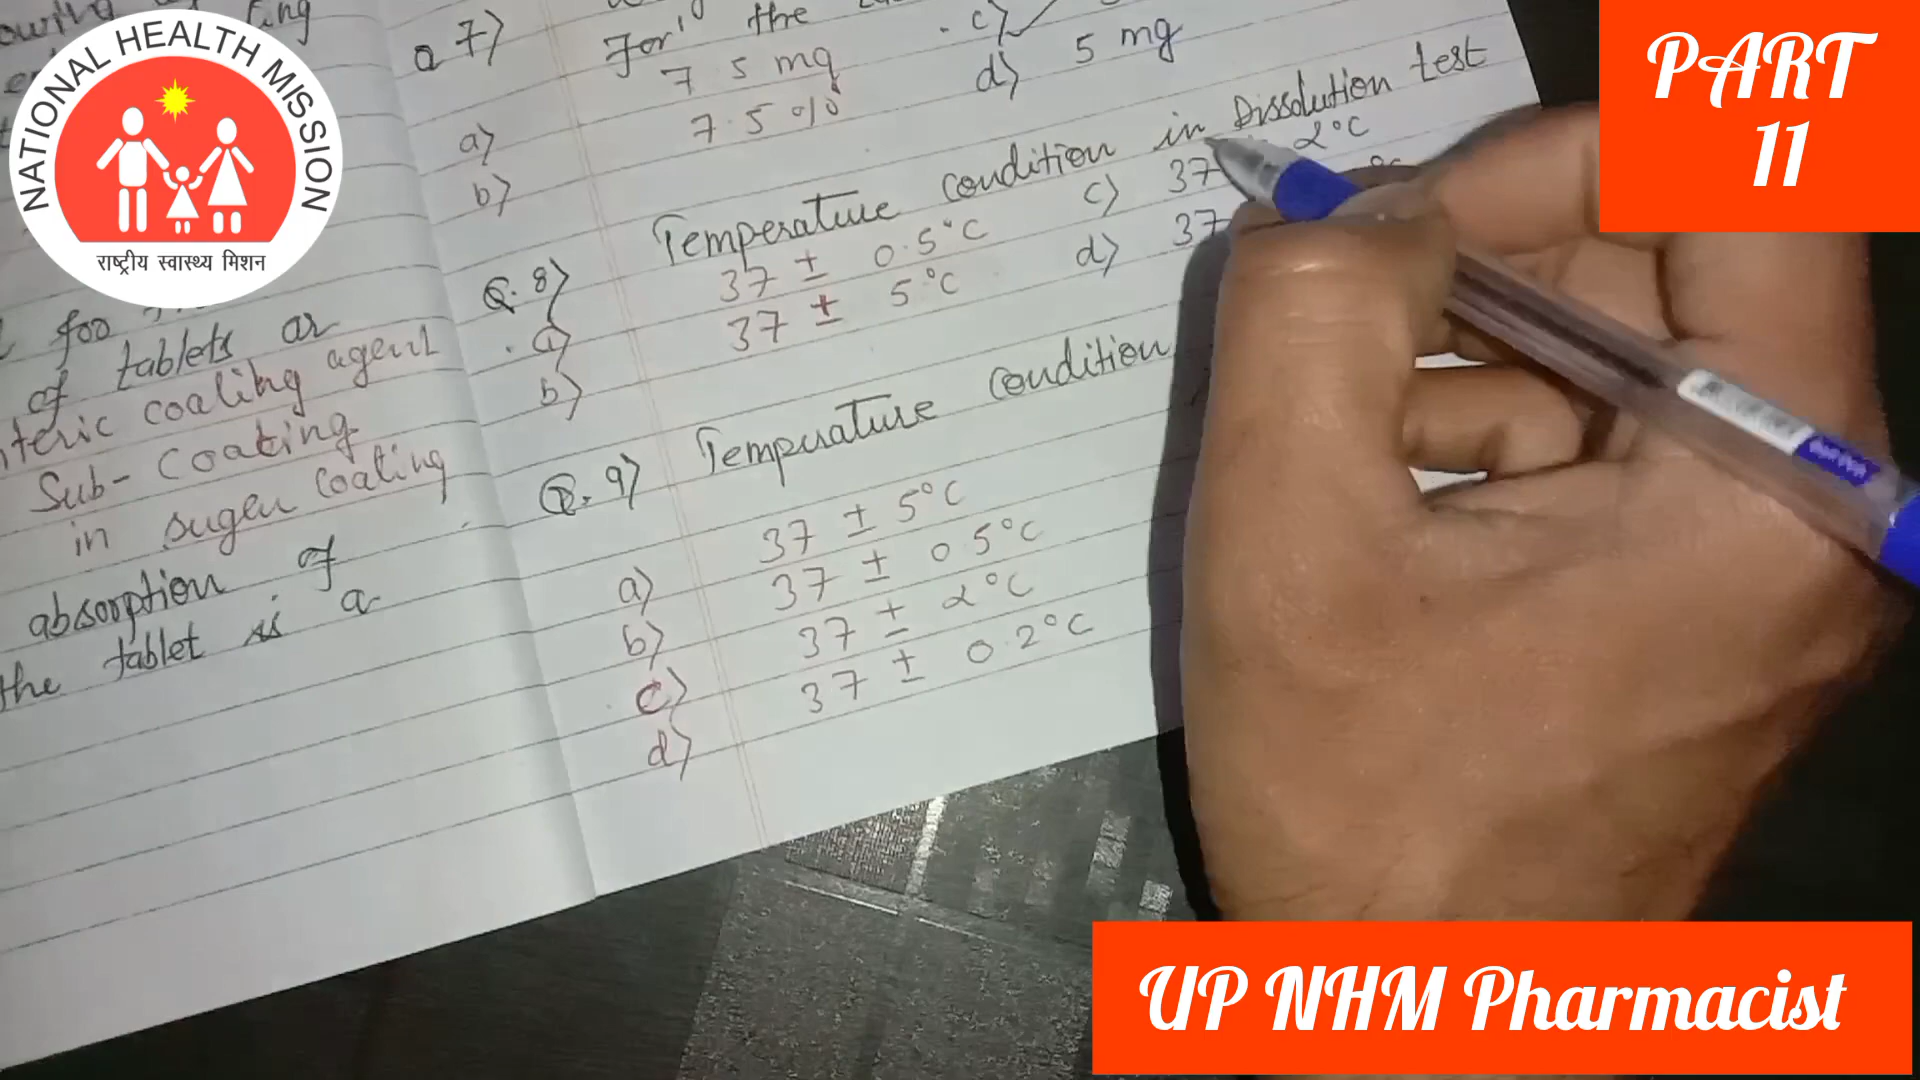 NATIONAL HEALTH MISSION
राष्ट्रीय स्वास्थ्य मिशन
PART
11
of tablets or
teric coating agent
Sub-coating
in sugeu coating
absorption of
the tablet is a
Q 7) For the
a) 7 5 mg
b) 7.5 %
c)
d) 5 mg
Q. 8) Temperature condition in Dissolution test
a) 37 ± 0.5°C
b) 37 ± 5°C
c) 37 2°C
d) 37
Q. 9) Temperature condition
a) 37 ± 5°C
b) 37 ± 0.5°C
c) 37 ± 2°C
d) 37 ± 0.2°C
UP NHM Pharmacist